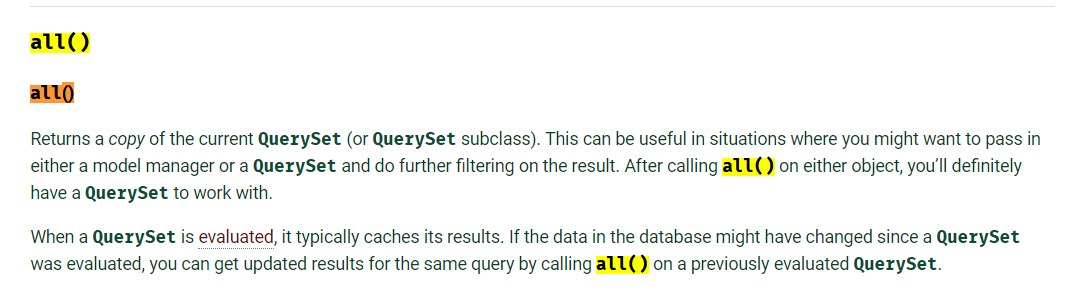 all()
all()
Returns a copy of the current QuerySet (or QuerySet subclass). This can be useful in situations where you might want to pass in
either a model manager or a QuerySet and do further filtering on the result. After calling all() on either object, you’ll definitely
have a QuerySet to work with.
When a QuerySet is evaluated, it typically caches its results. If the data in the database might have changed since a QuerySet
was evaluated, you can get updated results for the same query by calling all() on a previously evaluated QuerySet.